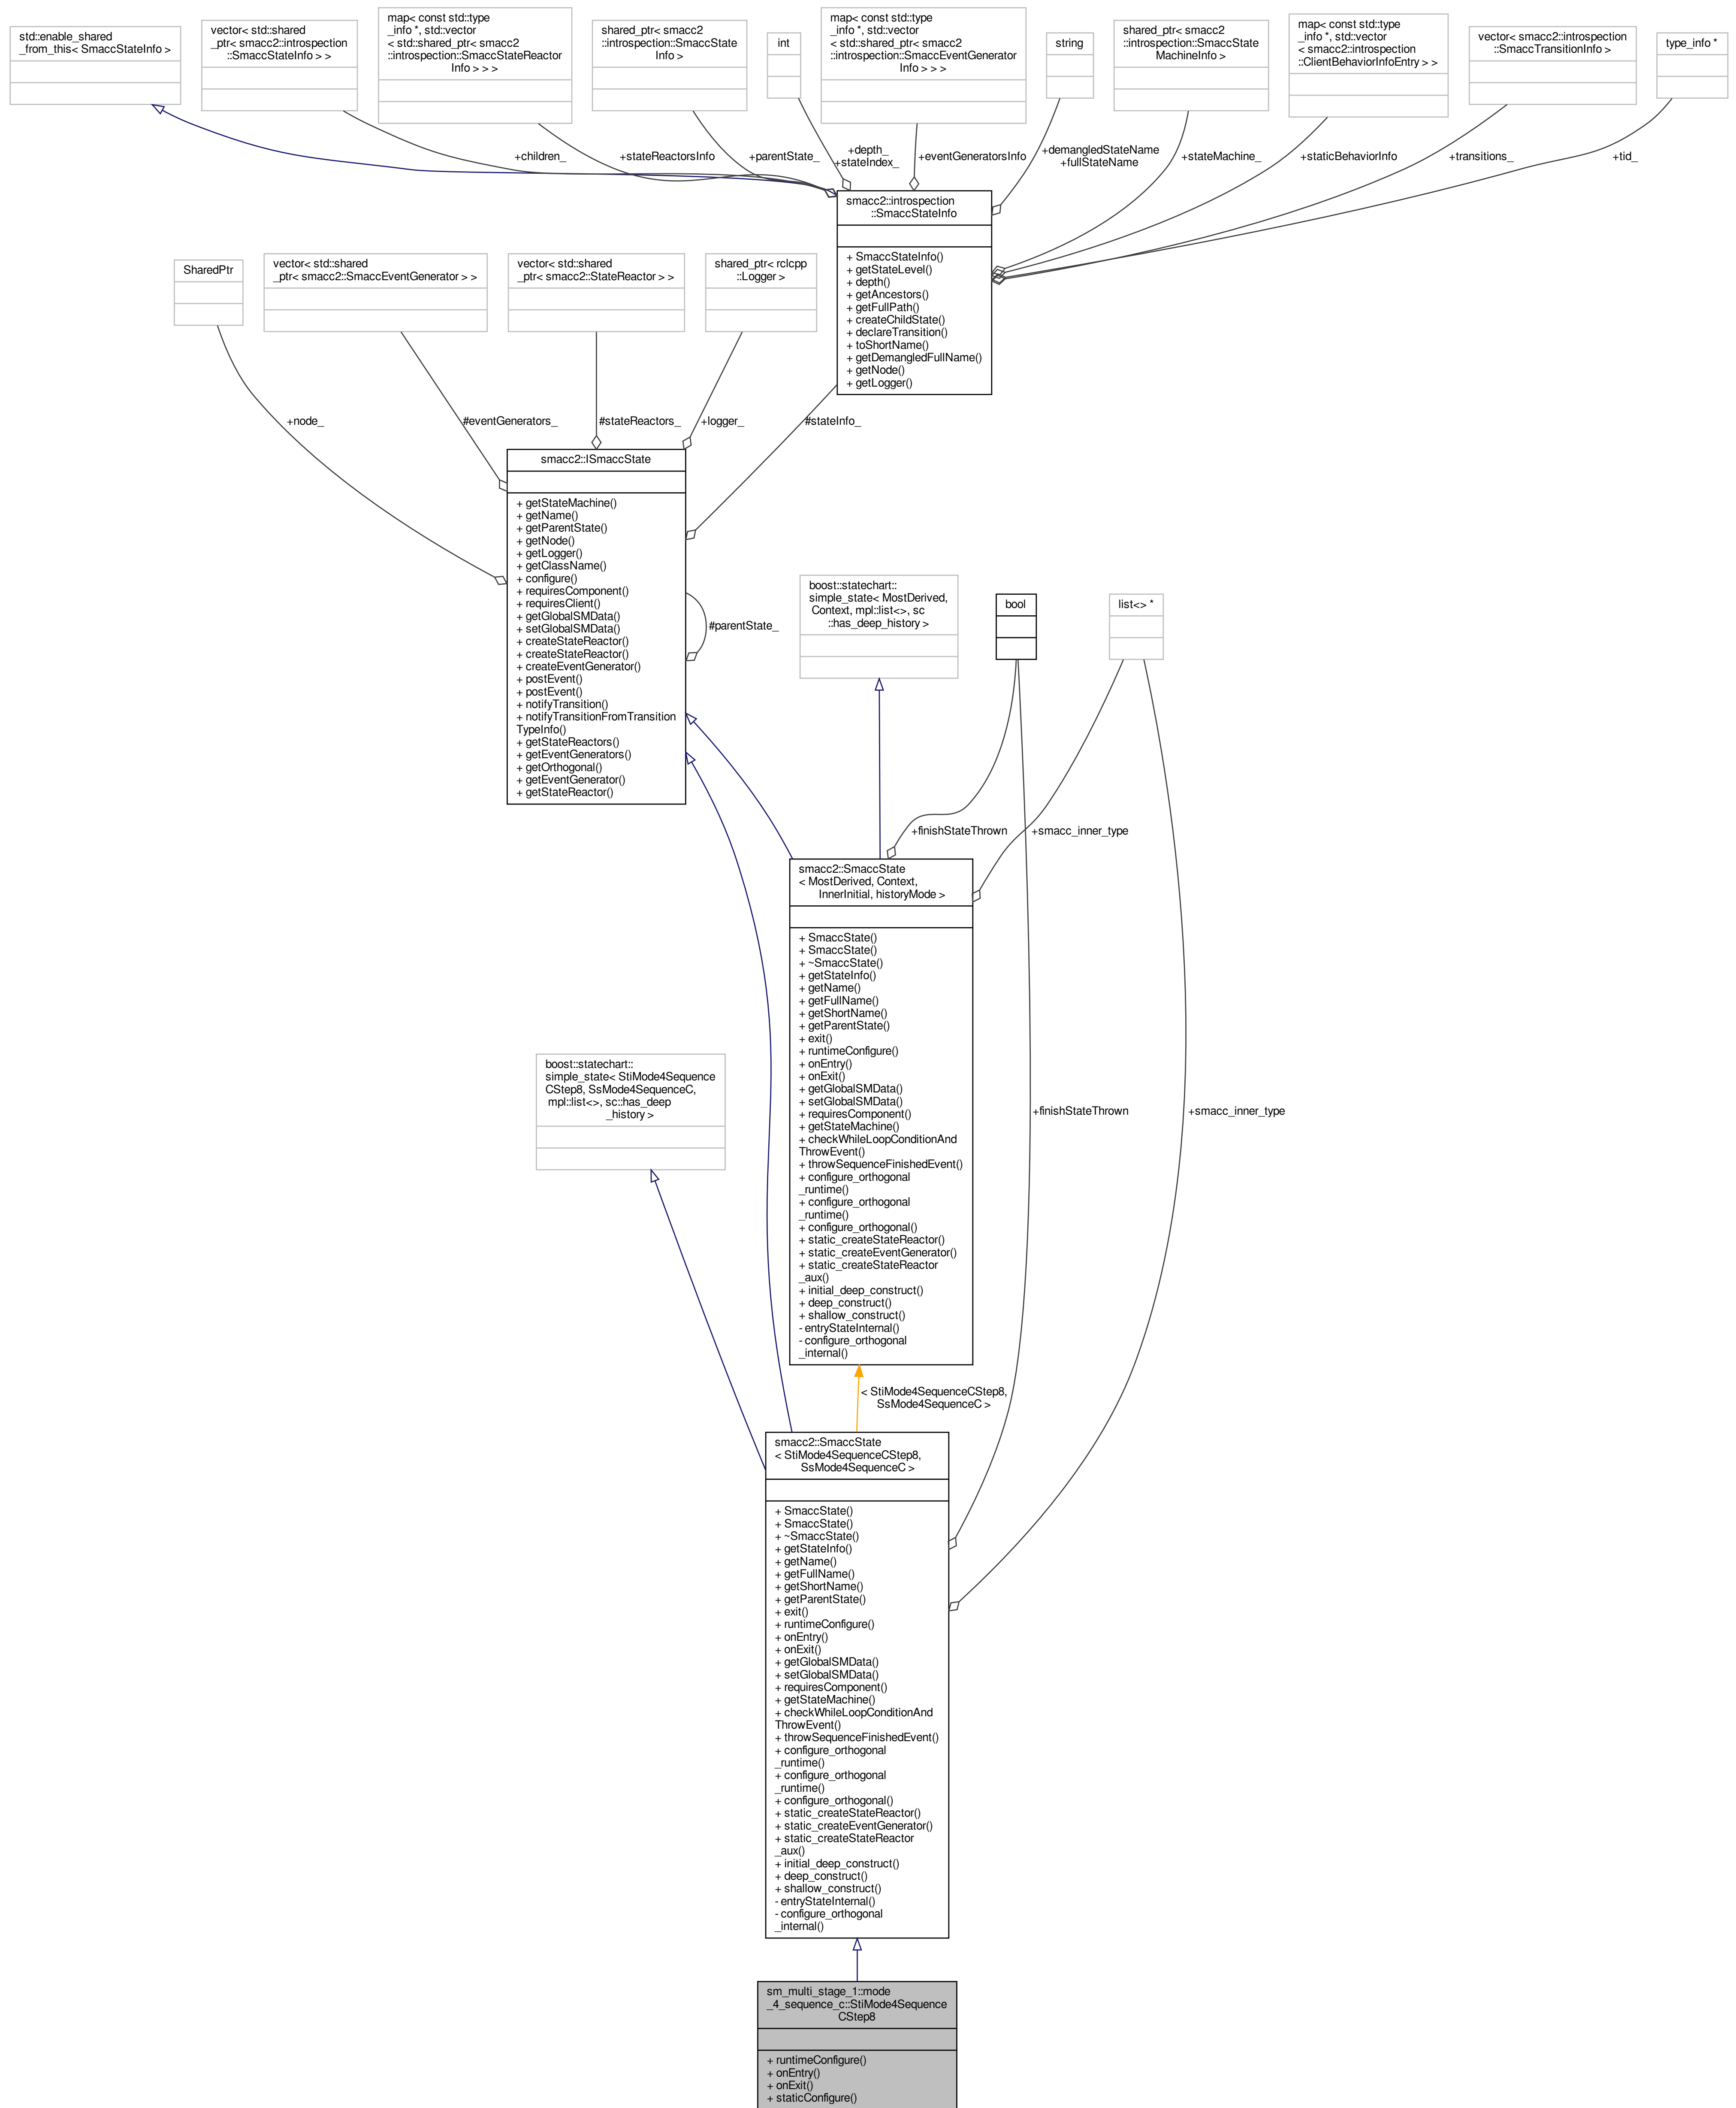 std::enable_shared
_from_this< SmaccStateInfo >
vector< std::shared
_ptr< smacc2::introspection
::SmaccStateInfo > >
map< const std::type
_info *, std::vector
< std::shared_ptr< smacc2
::introspection::SmaccStateReactor
Info > > >
shared_ptr< smacc2
::introspection::SmaccState
Info >
int
map< const std::type
_info *, std::vector
< std::shared_ptr< smacc2
::introspection::SmaccEventGenerator
Info > > >
string
shared_ptr< smacc2
::introspection::SmaccState
MachineInfo >
map< const std::type
_info *, std::vector
< smacc2::introspection
::ClientBehaviorInfoEntry > >
vector< smacc2::introspection
::SmaccTransitionInfo >
type_info *
+children_
+stateReactorsInfo
+parentState_
+depth_
+stateIndex_
+eventGeneratorsInfo
+demangledStateName
+fullStateName
+stateMachine_
+staticBehaviorInfo
+transitions_
+tid_
smacc2::introspection
::SmaccStateInfo
+ SmaccStateInfo()
+ getStateLevel()
+ depth()
+ getAncestors()
+ getFullPath()
+ createChildState()
+ declareTransition()
+ toShortName()
+ getDemangledFullName()
+ getNode()
+ getLogger()
SharedPtr
vector< std::shared
_ptr< smacc2::SmaccEventGenerator > >
vector< std::shared
_ptr< smacc2::StateReactor > >
shared_ptr< rclcpp
::Logger >
+node_
#eventGenerators_
#stateReactors_
+logger_
#stateInfo_
smacc2::ISmaccState
+ getStateMachine()
+ getName()
+ getParentState()
+ getNode()
+ getLogger()
+ getClassName()
+ configure()
+ requiresComponent()
+ requiresClient()
+ getGlobalSMData()
+ setGlobalSMData()
+ createStateReactor()
+ createStateReactor()
+ createEventGenerator()
+ postEvent()
+ postEvent()
+ notifyTransition()
+ notifyTransitionFromTransition
TypeInfo()
+ getStateReactors()
+ getEventGenerators()
+ getOrthogonal()
+ getEventGenerator()
+ getStateReactor()
#parentState_
boost::statechart::
simple_state< MostDerived,
Context, mpl::list<>, sc
::has_deep_history >
bool
list<> *
+finishStateThrown
+smacc_inner_type
smacc2::SmaccState
< MostDerived, Context,
InnerInitial, historyMode >
+ SmaccState()
+ SmaccState()
+ ~SmaccState()
+ getStateInfo()
+ getName()
+ getFullName()
+ getShortName()
+ getParentState()
+ exit()
+ runtimeConfigure()
+ onEntry()
+ onExit()
+ getGlobalSMData()
+ setGlobalSMData()
+ requiresComponent()
+ getStateMachine()
+ checkWhileLoopConditionAnd
ThrowEvent()
+ throwSequenceFinishedEvent()
+ configure_orthogonal
_runtime()
+ configure_orthogonal
_runtime()
+ configure_orthogonal()
+ static_createStateReactor()
+ static_createEventGenerator()
+ static_createStateReactor
_aux()
+ initial_deep_construct()
+ deep_construct()
+ shallow_construct()
- entryStateInternal()
- configure_orthogonal
_internal()
boost::statechart::
simple_state< StiMode4Sequence
CStep8, SsMode4SequenceC,
mpl::list<>, sc::has_deep
_history >
+finishStateThrown
+smacc_inner_type
< StiMode4SequenceCStep8,
SsMode4SequenceC >
smacc2::SmaccState
< StiMode4SequenceCStep8,
SsMode4SequenceC >
+ SmaccState()
+ SmaccState()
+ ~SmaccState()
+ getStateInfo()
+ getName()
+ getFullName()
+ getShortName()
+ getParentState()
+ exit()
+ runtimeConfigure()
+ onEntry()
+ onExit()
+ getGlobalSMData()
+ setGlobalSMData()
+ requiresComponent()
+ getStateMachine()
+ checkWhileLoopConditionAnd
ThrowEvent()
+ throwSequenceFinishedEvent()
+ configure_orthogonal
_runtime()
+ configure_orthogonal
_runtime()
+ configure_orthogonal()
+ static_createStateReactor()
+ static_createEventGenerator()
+ static_createStateReactor
_aux()
+ initial_deep_construct()
+ deep_construct()
+ shallow_construct()
- entryStateInternal()
- configure_orthogonal
_internal()
sm_multi_stage_1::mode
_4_sequence_c::StiMode4Sequence
CStep8
+ runtimeConfigure()
+ onEntry()
+ onExit()
+ staticConfigure()